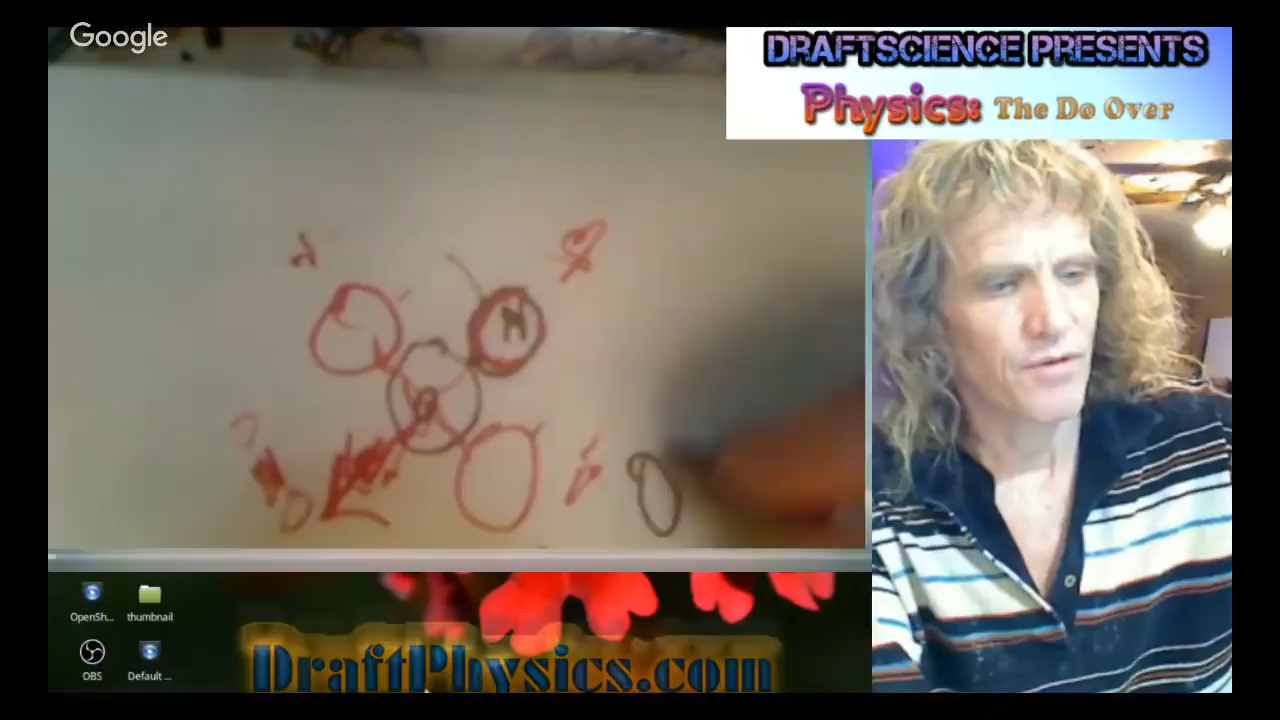 Google
DRAFTSCIENCE PRESENTS
Physics: The Do Over
N
OpenSh...
thumbnail
OBS
Default ...
DraftPhysics.com